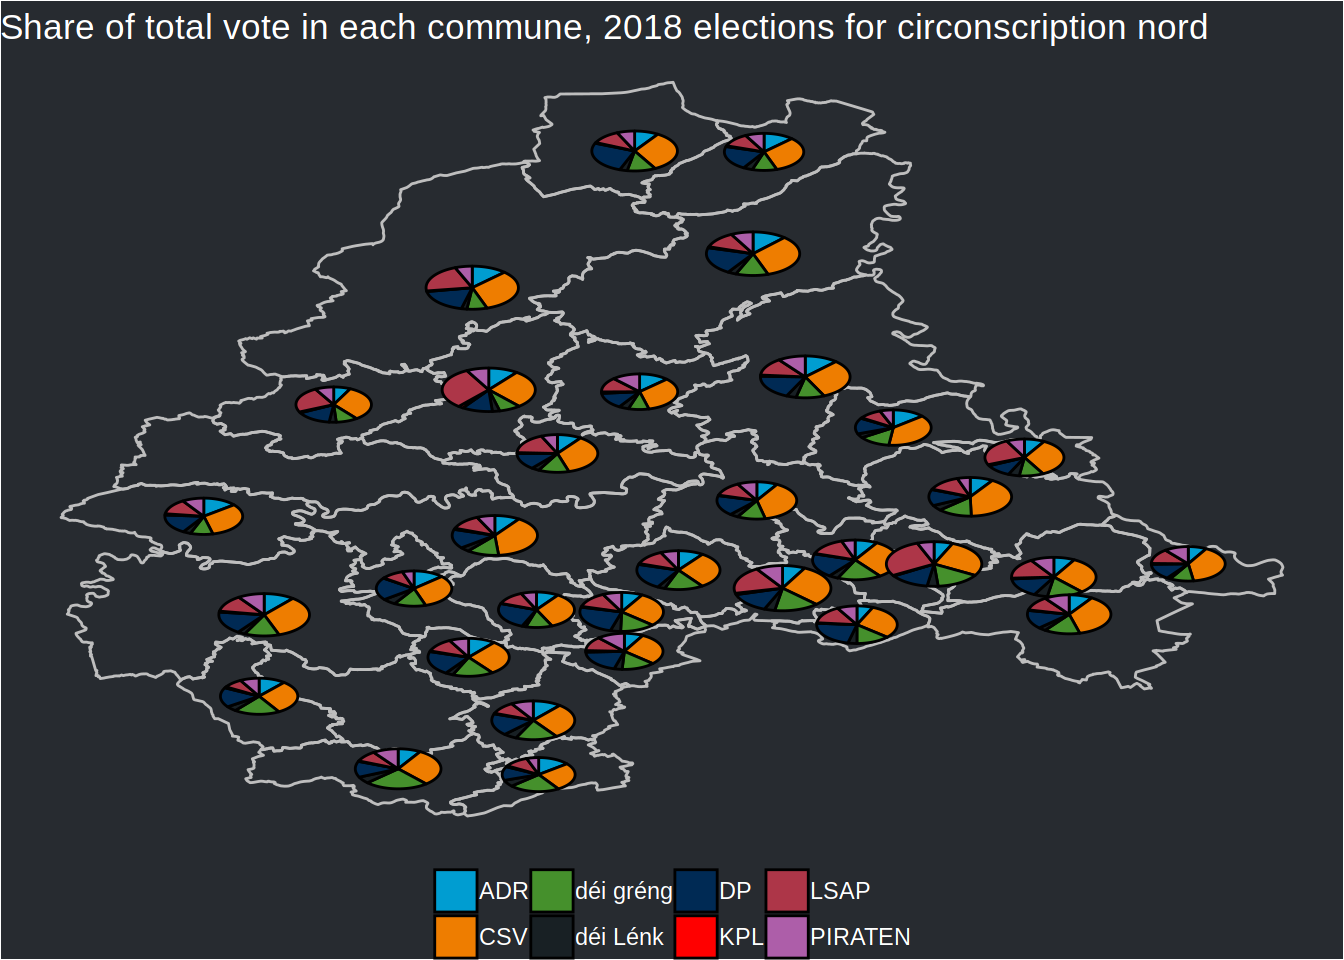 Share of total vote in each commune, 2018 elections for circonscription nord
ADR déi gréng DP LSAP
CSV déi Lénk KPL PIRATEN